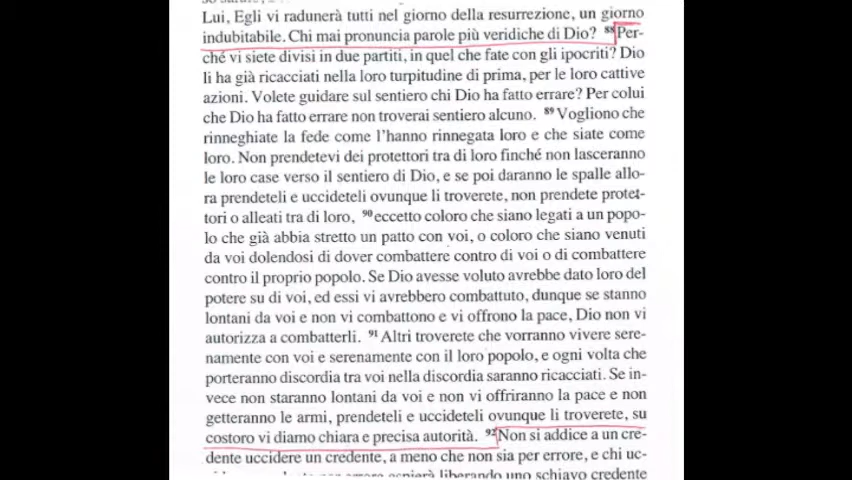 Lui, Egli vi radunerà tutti nel giorno della resurrezione, un giorno
indubitabile. Chi mai pronuncia parole più veridiche di Dio? ⁸⁸Per-
ché vi siete divisi in due partiti, in quel che fate con gli ipocriti? Dio
li ha già ricacciati nella loro turpitudine di prima, per le loro cattive
azioni. Volete guidare sul sentiero chi Dio ha fatto errare? Per colui
che Dio ha fatto errare non troverai sentiero alcuno. ⁸⁹Vogliono che
rinneghiate la fede come l'hanno rinnegata loro e che siate come
loro. Non prendetevi dei protettori tra di loro finché non lasceranno
le loro case verso il sentiero di Dio, e se poi daranno le spalle allo-
ra prendeteli e uccideteli ovunque li troverete, non prendete protet-
tori o alleati tra di loro, ⁹⁰eccetto coloro che siano legati a un popo-
lo che già abbia stretto un patto con voi, o coloro che siano venuti
da voi dolendosi di dover combattere contro di voi o di combattere
contro il proprio popolo. Se Dio avesse voluto avrebbe dato loro del
potere su di voi, ed essi vi avrebbero combattuto, dunque se stanno
lontani da voi e non vi combattono e vi offrono la pace, Dio non vi
autorizza a combatterli. ⁹¹Altri troverete che vorranno vivere sere-
namente con voi e serenamente con il loro popolo, e ogni volta che
porteranno discordia tra voi nella discordia saranno ricacciati. Se in-
vece non staranno lontani da voi e non vi offriranno la pace e non
getteranno le armi, prendeteli e uccideteli ovunque li troverete, su
costoro vi diamo chiara e precisa autorità. ⁹²Non si addice a un cre-
dente uccidere un credente, a meno che non sia per errore, e chi uc-
liberando uno schiavo credente